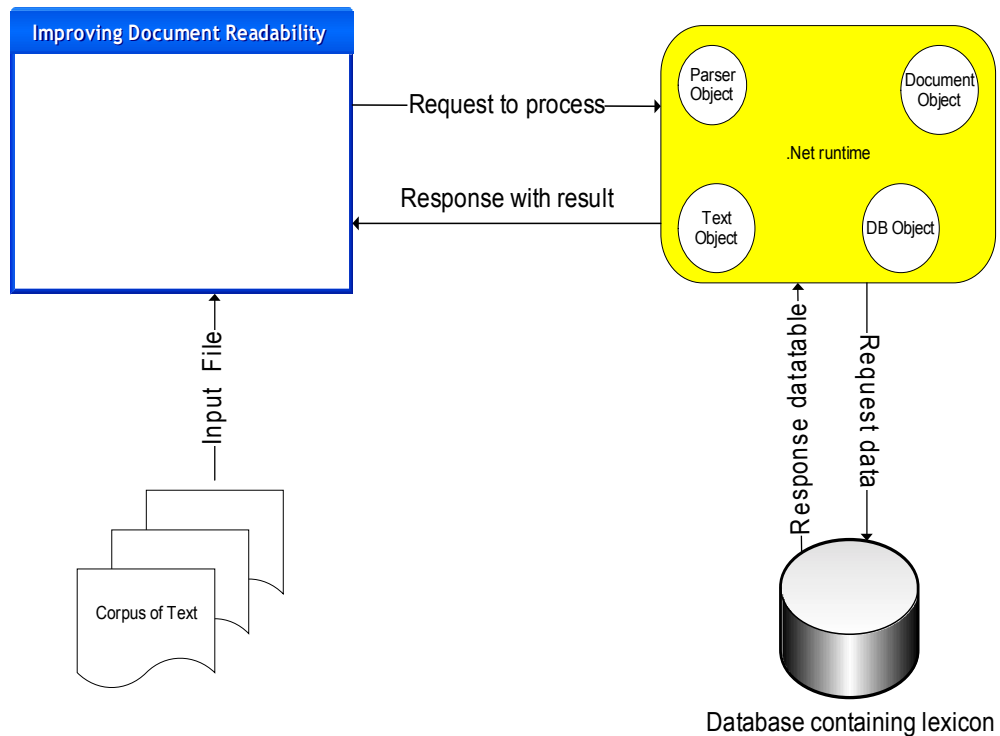 Improving Document Readability
Parser
Object
Document
Object
Request to process
.Net runtime
Response with result
Text
Object
DB Object
Input File
Response datatable
Request data
Corpus of Text
Database containing lexicon